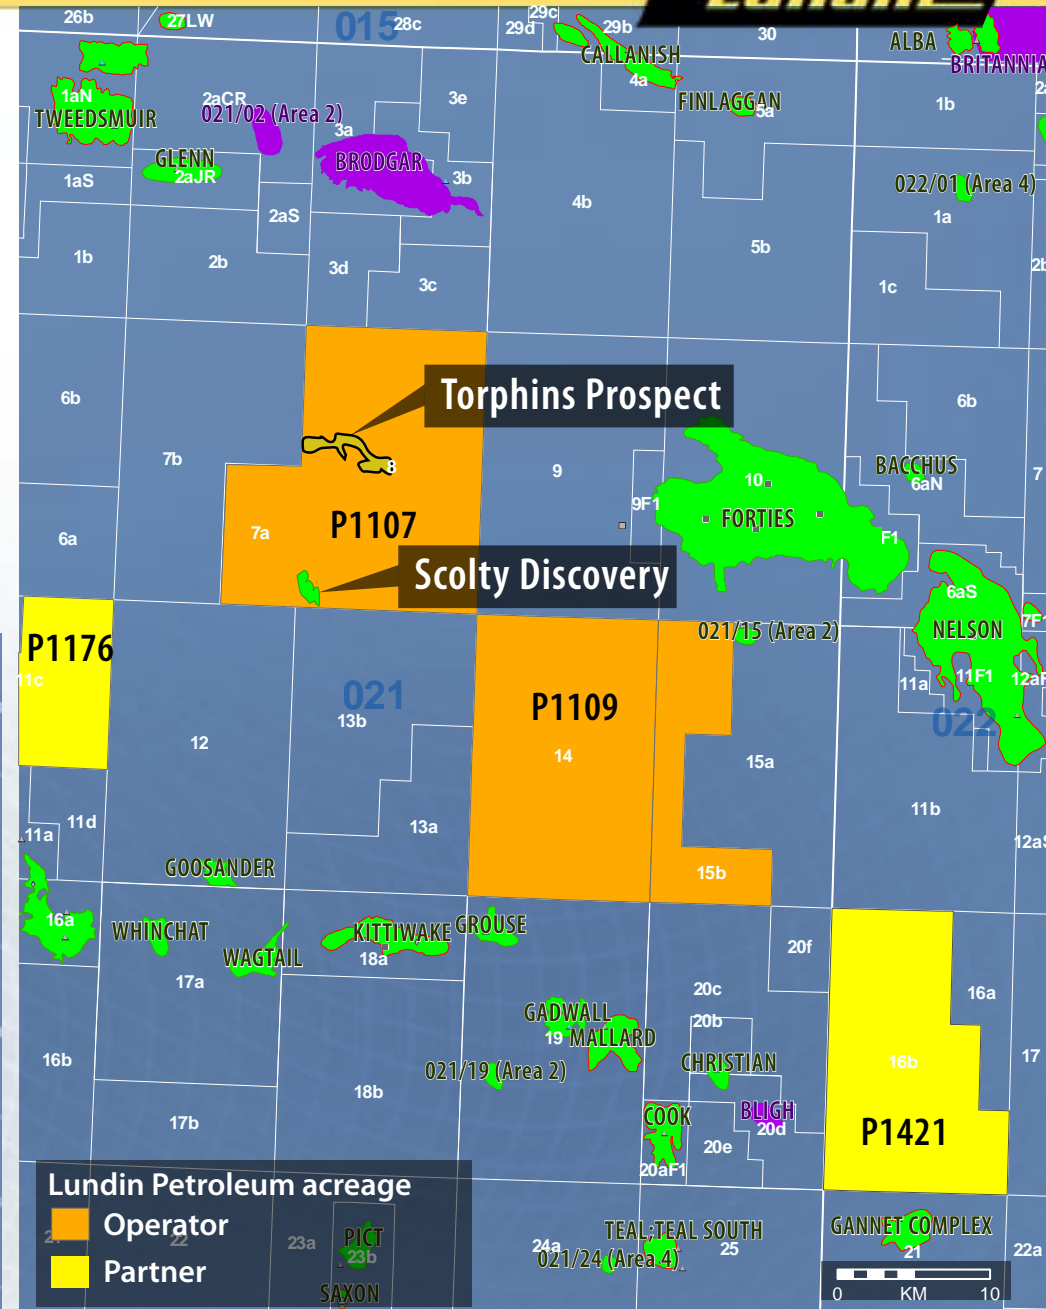 Lundin
26b
27LW
015
28c
29c
29d
29b
30
CALLANISH
4a
ALBA
BRITANNIA
1aN
TWEEDSMUIR
2aCR
021/02 (Area 2)
3a
3e
FINLAGGAN
5a
1b
GLENN
2aJR
BRODGAR
3b
1aS
2aS
4b
022/01 (Area 4)
1a
1b
2b
3d
3c
5b
1c
2b
Torphins Prospect
6b
7b
8
9
6b
BACCHUS
6aN
7
10
9F1
FORTIES
F1
7a
P1107
6a
Scolty Discovery
6aS
7F1
NELSON
P1176
11c
021/15 (Area 2)
11a
11F1
12aF
021
13b
P1109
022
12
14
15a
11b
11d
11a
13a
12aS
GOOSANDER
15b
16a
WHINCHAT
WAGTAIL
KITTIWAKE
18a
GROUSE
20f
17a
20c
16a
GADWALL
19
MALLARD
20b
16b
021/19 (Area 2)
CHRISTIAN
16b
17
18b
17b
COOK
BLIGH
20d
20e
20aF1
P1421
Lundin Petroleum acreage
Operator
Partner
22
23a
PICT
23b
SAXON
24a
TEAL;TEAL SOUTH
021/24 (Area 4)
25
GANNET COMPLEX
21
22a
0 KM 10